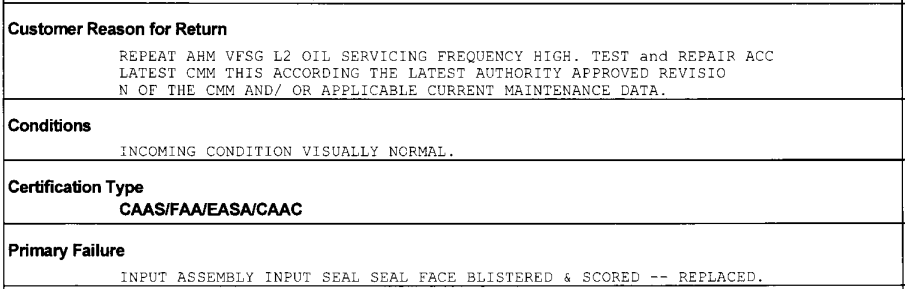 Customer Reason for Return
REPEAT AHM VFSG L2 OIL SERVICING FREQUENCY HIGH. TEST and REPAIR ACC
LATEST CMM THIS ACCORDING THE LATEST AUTHORITY APPROVED REVISIO
N OF THE CMM AND/ OR APPLICABLE CURRENT MAINTENANCE DATA.
Conditions
INCOMING CONDITION VISUALLY NORMAL.
Certification Type
CAAS/FAA/EASA/CAAC
Primary Failure
INPUT ASSEMBLY INPUT SEAL SEAL FACE BLISTERED & SCORED -- REPLACED.